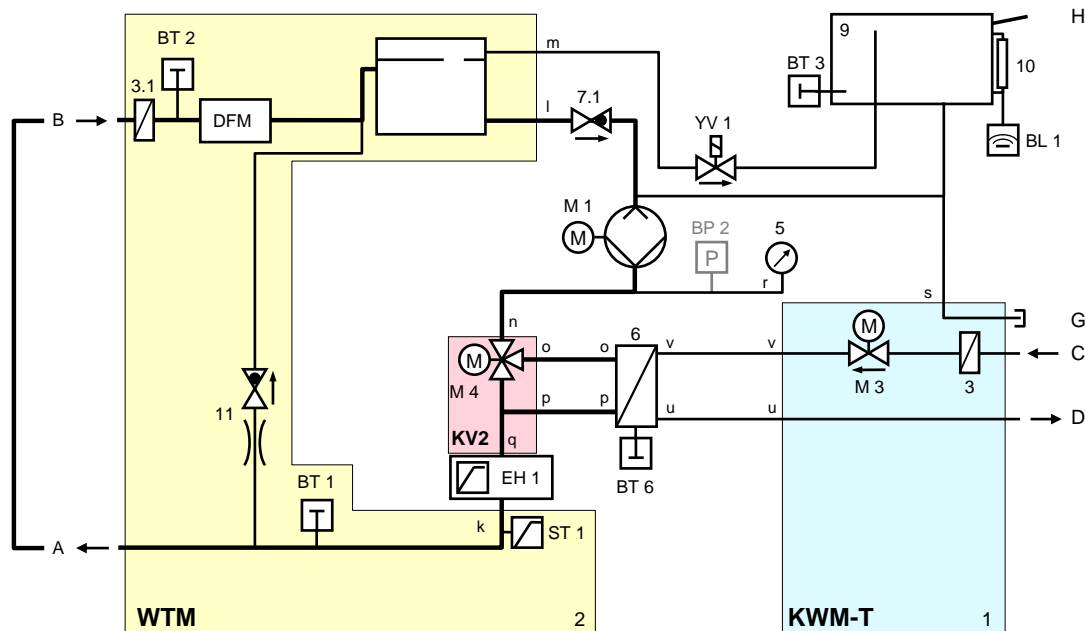 H
9
m
BT 2
BT 3
10
3.1
l
7.1
B
DFM
YV 1
BL 1
M 1
BP 2
5
M
P
r
s
n
G
M
6
o
o
v
v
C
M
M 4
M 3
3
p
p
u
u
D
11
KV2
q
BT 1
EH 1
BT 6
k
ST 1
A
WTM
2
KWM-T
1